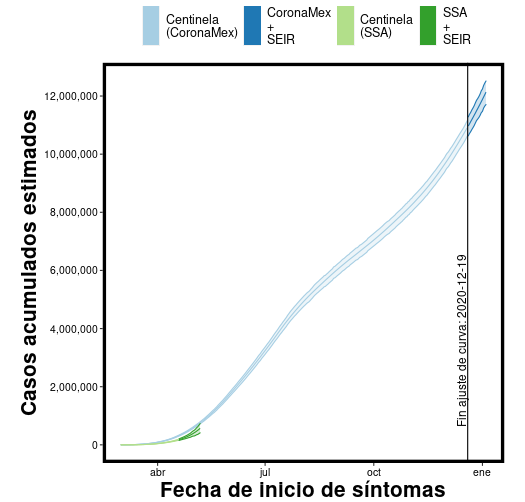 Centinela
(CoronaMex)
CoronaMex
+
SEIR
Centinela
(SSA)
SSA
+
SEIR
Casos acumulados estimados
12,000,000
10,000,000
8,000,000
6,000,000
4,000,000
2,000,000
0
Fin ajuste de curva: 2020-12-19
abr
jul
oct
ene
Fecha de inicio de síntomas